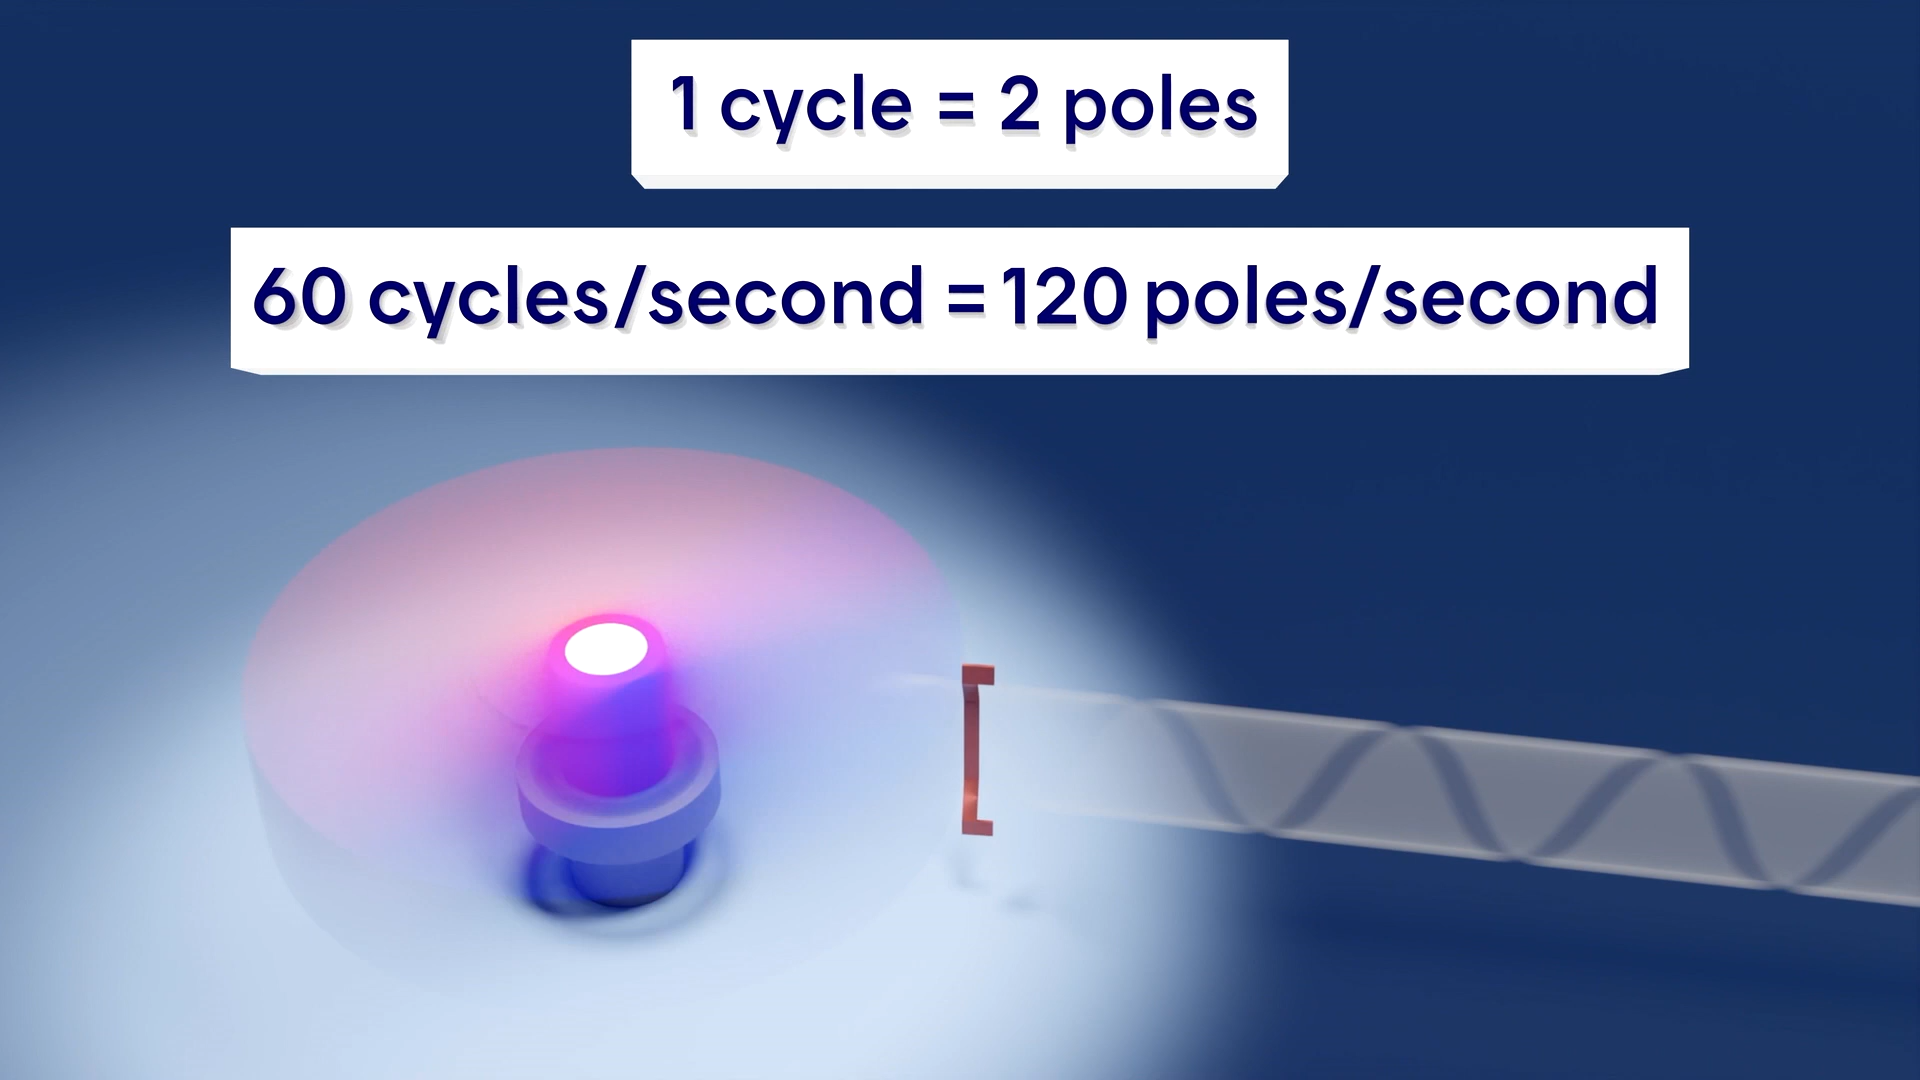 1 cycle = 2 poles
60 cycles/second = 120 poles/second